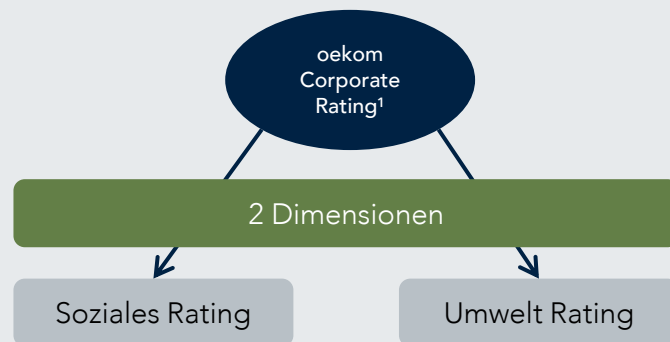 oekom
Corporate
Rating¹
2 Dimensionen
Soziales Rating
Umwelt Rating